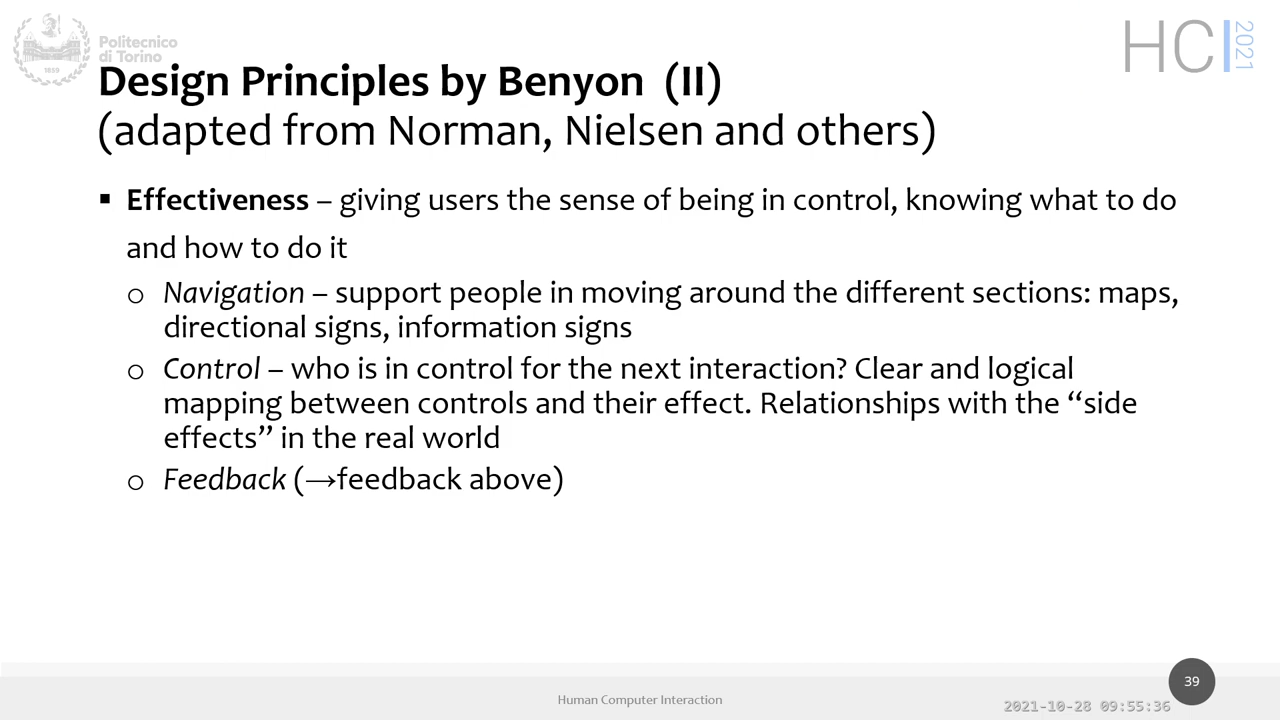 Politecnico
di Torino
1859
HCI
2021
Design Principles by Benyon (II)
(adapted from Norman, Nielsen and others)
▪ Effectiveness – giving users the sense of being in control, knowing what to do
and how to do it
o Navigation – support people in moving around the different sections: maps,
directional signs, information signs
o Control – who is in control for the next interaction? Clear and logical
mapping between controls and their effect. Relationships with the “side
effects” in the real world
o Feedback (→feedback above)
39
Human Computer Interaction
2021-10-28 09:55:36